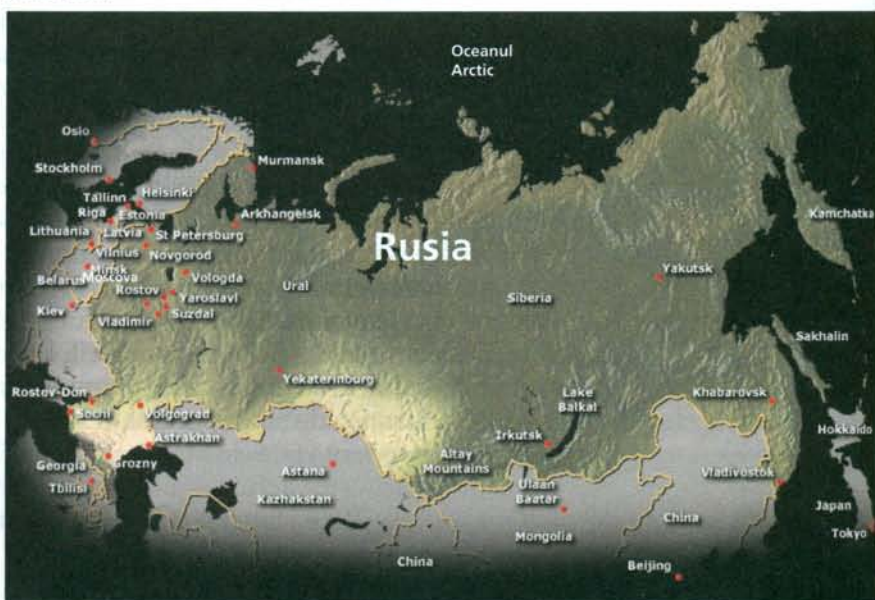 Oceanul
Arctic
Oslo
Stockholm
Murmansk
Tallinn
Helsinki
Riga
Estonia
Arkhangelsk
Kamchatka
Lithuania
Latvia
St Petersburg
Rusia
Vilnius
Novgorod
Minsk
Moscova
Belarus
Vologda
Ural
Siberia
Yakutsk
Rostov
Yaroslavl
Kiev
Vladimir
Suzdal
Sakhalin
Yekaterinburg
Rostov-Don
Lake
Baikal
Khabarovsk
Sochi
Volgograd
Hokkaido
Astrakhan
Irkutsk
Georgia
Grozny
Altay
Mountains
Astana
Vladivostok
Tbilisi
Ulaan
Baatar
Kazhakstan
China
Japan
Tokyo
Mongolia
China
Beijing